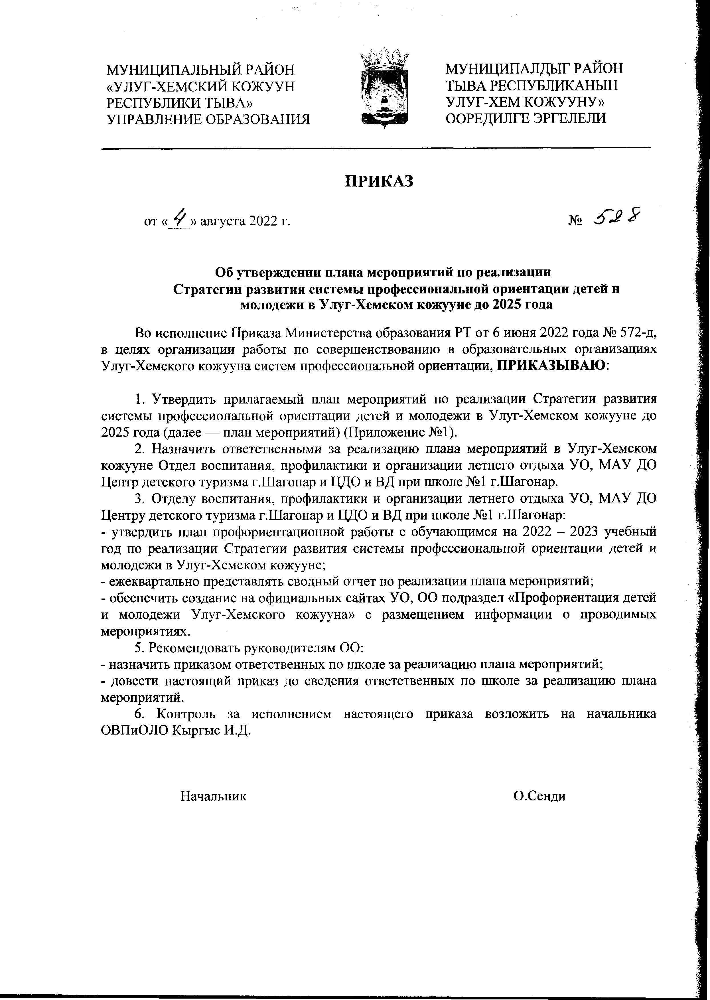 МУНИЦИПАЛЬНЫЙ РАЙОН
«УЛУГ-ХЕМСКИЙ КОЖУУН
РЕСПУБЛИКИ ТЫВА»
УПРАВЛЕНИЕ ОБРАЗОВАНИЯ
МУНИЦИПАЛДЫГ РАЙОН
ТЫВА РЕСПУБЛИКАНЫН
УЛУГ-ХЕМ КОЖУУНУ»
ООРЕДИЛГЕ ЭРГЕЛЕЛИ
ПРИКАЗ
от «4» августа 2022 г. № 528
Об утверждении плана мероприятий по реализации
Стратегии развития системы профессиональной ориентации детей н
молодежи в Улуг-Хемском кожууне до 2025 года
Во исполнение Приказа Министерства образования РТ от 6 июня 2022 года № 572-д,
в целях организации работы по совершенствованию в образовательных организациях
Улуг-Хемского кожууна систем профессиональной ориентации, ПРИКАЗЫВАЮ:
1. Утвердить прилагаемый план мероприятий по реализации Стратегии развития
системы профессиональной ориентации детей и молодежи в Улуг-Хемском кожууне до
2025 года (далее — план мероприятий) (Приложение №1).
2. Назначить ответственными за реализацию плана мероприятий в Улуг-Хемском
кожууне Отдел воспитания, профилактики и организации летнего отдыха УО, МАУ ДО
Центр детского туризма г.Шагонар и ЦДО и ВД при школе №1 г.Шагонар.
3. Отделу воспитания, профилактики и организации летнего отдыха УО, МАУ ДО
Центру детского туризма г.Шагонар и ЦДО и ВД при школе №1 г.Шагонар:
- утвердить план профориентационной работы с обучающимся на 2022 – 2023 учебный
год по реализации Стратегии развития системы профессиональной ориентации детей и
молодежи в Улуг-Хемском кожууне;
- ежеквартально представлять сводный отчет по реализации плана мероприятий;
- обеспечить создание на официальных сайтах УО, ОО подраздел «Профориентация детей
и молодежи Улуг-Хемского кожууна» с размещением информации о проводимых
мероприятиях.
5. Рекомендовать руководителям ОО:
- назначить приказом ответственных по школе за реализацию плана мероприятий;
- довести настоящий приказ до сведения ответственных по школе за реализацию плана
мероприятий.
6. Контроль за исполнением настоящего приказа возложить на начальника
ОВПиОЛО Кыргыс И.Д.
Начальник О.Сенди